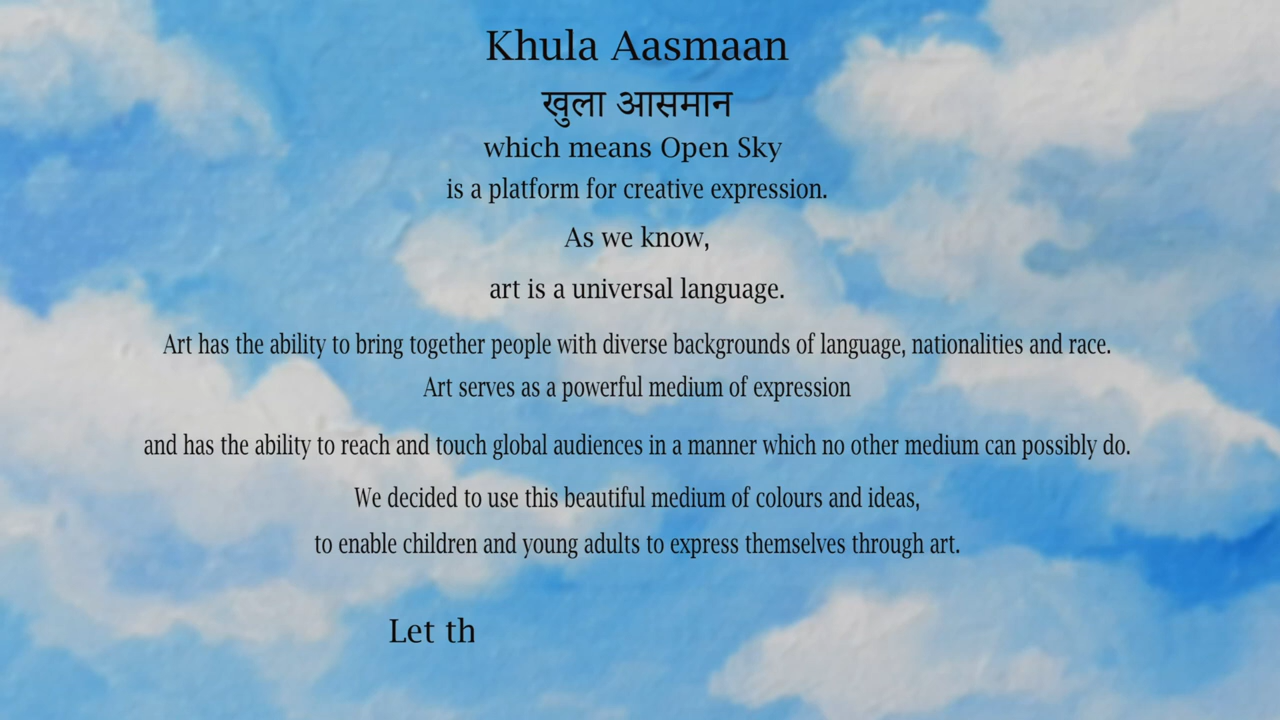 Khula Aasmaan
खुला आसमान
which means Open Sky
is a platform for creative expression.
As we know,
art is a universal language.
Art has the ability to bring together people with diverse backgrounds of language, nationalities and race.
Art serves as a powerful medium of expression
and has the ability to reach and touch global audiences in a manner which no other medium can possibly do.
We decided to use this beautiful medium of colours and ideas,
to enable children and young adults to express themselves through art.
Let th